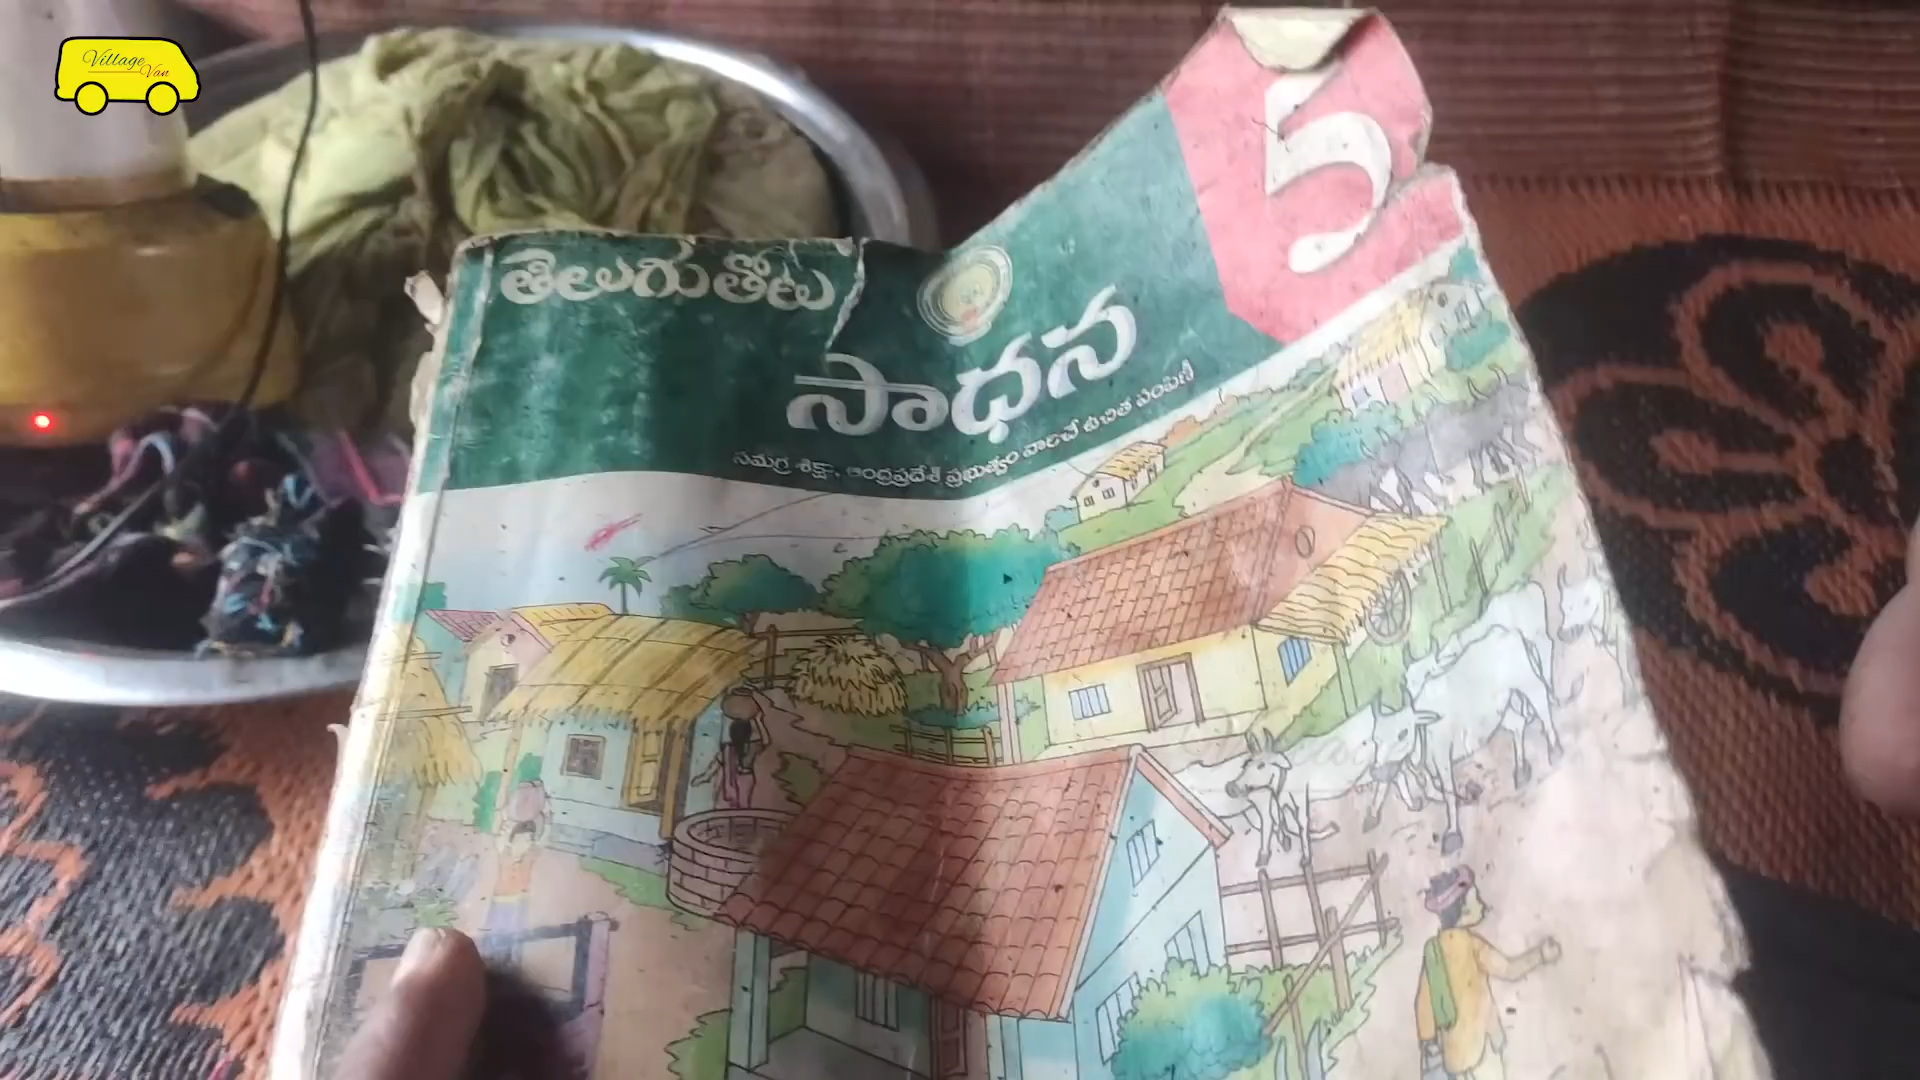 Village
Van
5
తెలుగుతోట
సాధన
సమగ్ర శిక్షా, ఆంధ్రప్రదేశ్ ప్రభుత్వం వారిచే ఉచిత పంపిణీ